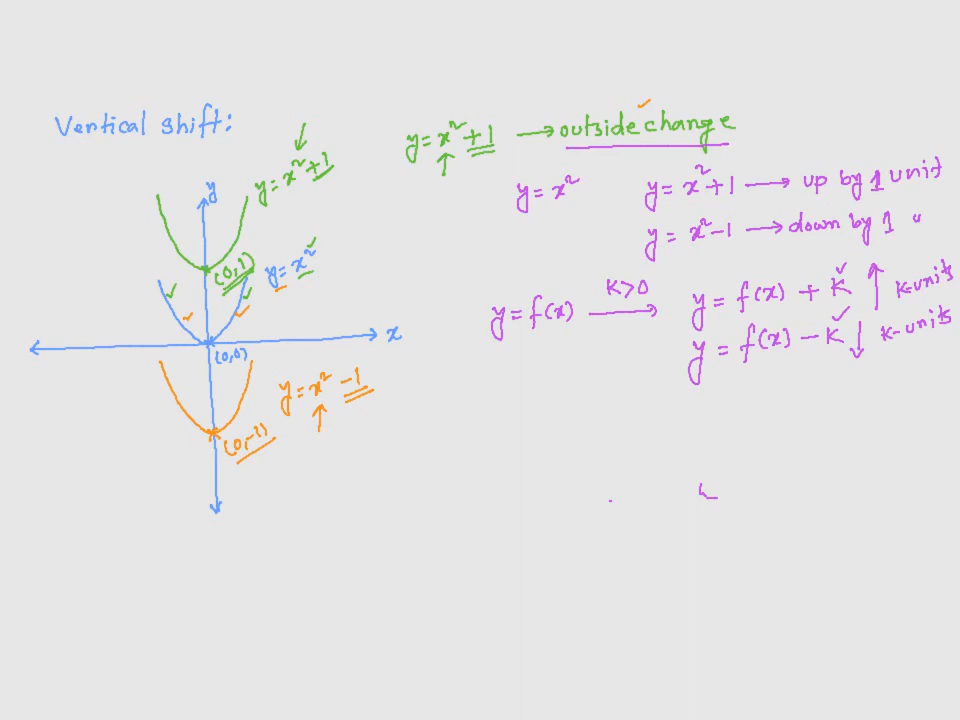 Vertical shift:
y = x² + 1 → outside change
y = x² + 1
y = x²
y = x² + 1 → up by 1 unit
y = x² - 1 → down by 1 "
y
(0,1)
y = x²
y = f(x) K>0 →
y = f(x) + K ↑ K-units
y = f(x) - K ↓ K-units
x
(0,0)
y = x² - 1
(0,-1)